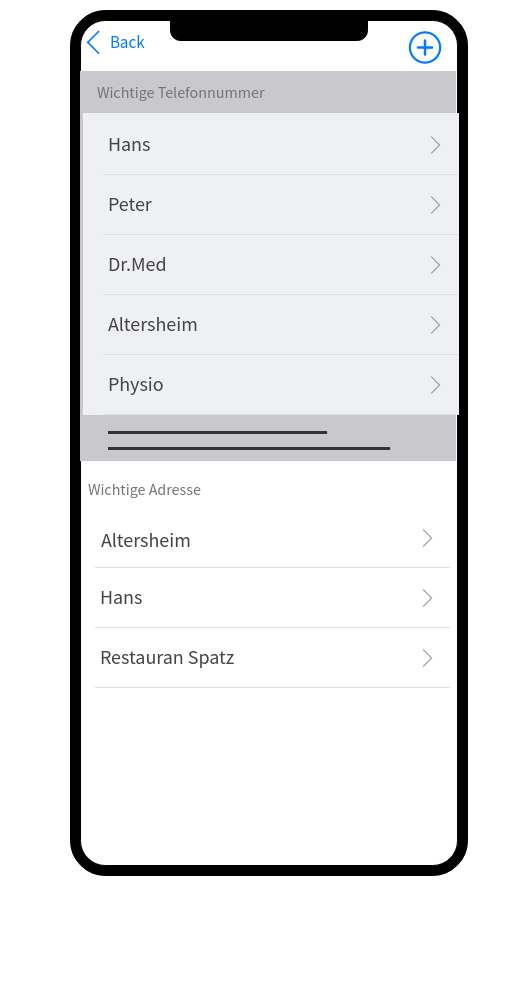 Back
Wichtige Telefonnummer
Hans
Peter
Dr.Med
Altersheim
Physio
Wichtige Adresse
Altersheim
Hans
Restauran Spatz